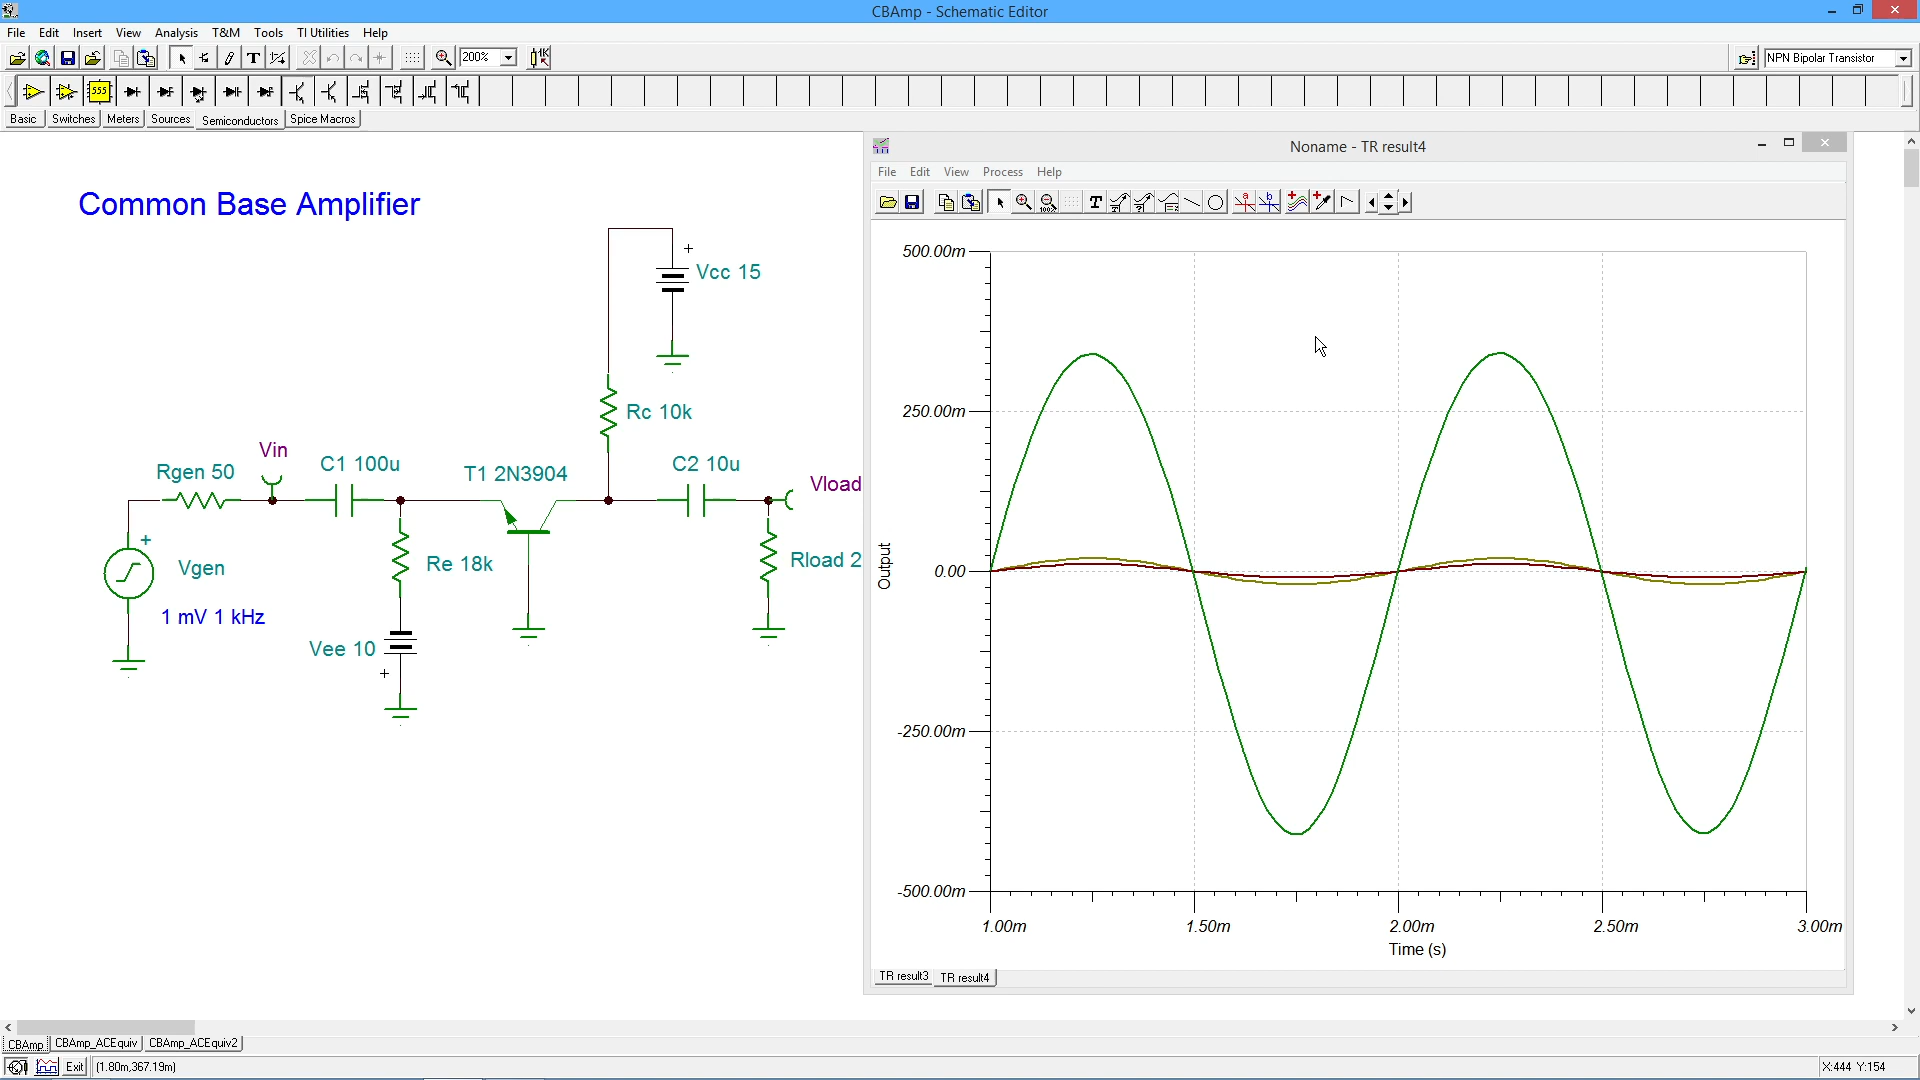 CBAmp - Schematic Editor
File Edit Insert View Analysis T&M Tools TI Utilities Help
200% 1K NPN Bipolar Transistor
555
Basic Switches Meters Sources Semiconductors Spice Macros
Noname - TR result4
File Edit View Process Help
100% T a b
Common Base Amplifier
+
Vcc 15
Rc 10k
Vin
Rgen 50
C1 100u
T1 2N3904
C2 10u
Vload
+
Vgen
Re 18k
Rload 2
1 mV 1 kHz
Vee 10
+
500.00m
250.00m
0.00
-250.00m
-500.00m
Output
1.00m 1.50m 2.00m 2.50m 3.00m
Time (s)
TR result3 TR result4
CBAmp CBAmp_ACEquiv CBAmp_ACEquiv2
Exit (1.80m,367.19m) X:444 Y:154